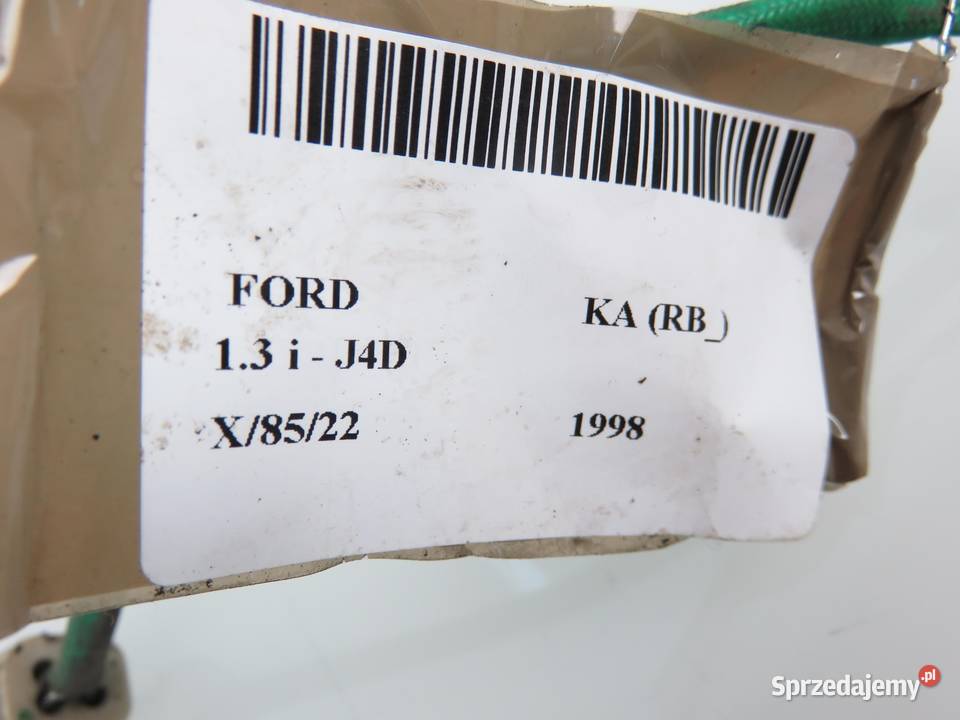 FORD KA (RB_)
1.3 i - J4D
X/85/22 1998
Sprzedajemy.pl